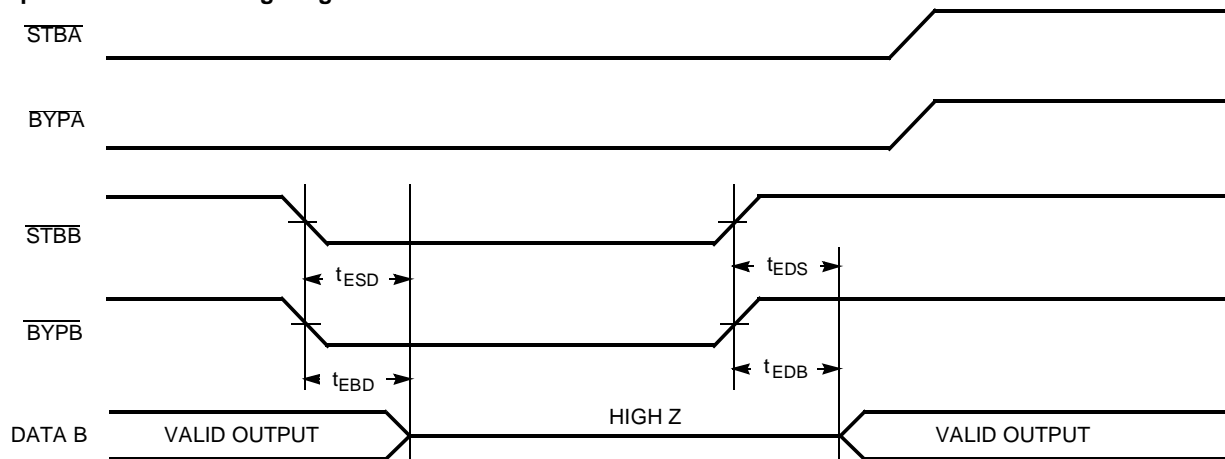 STBA
BYPA
STBB
tESD
tEDS
BYPB
tEBD
tEDB
DATA B
VALID OUTPUT
HIGH Z
VALID OUTPUT